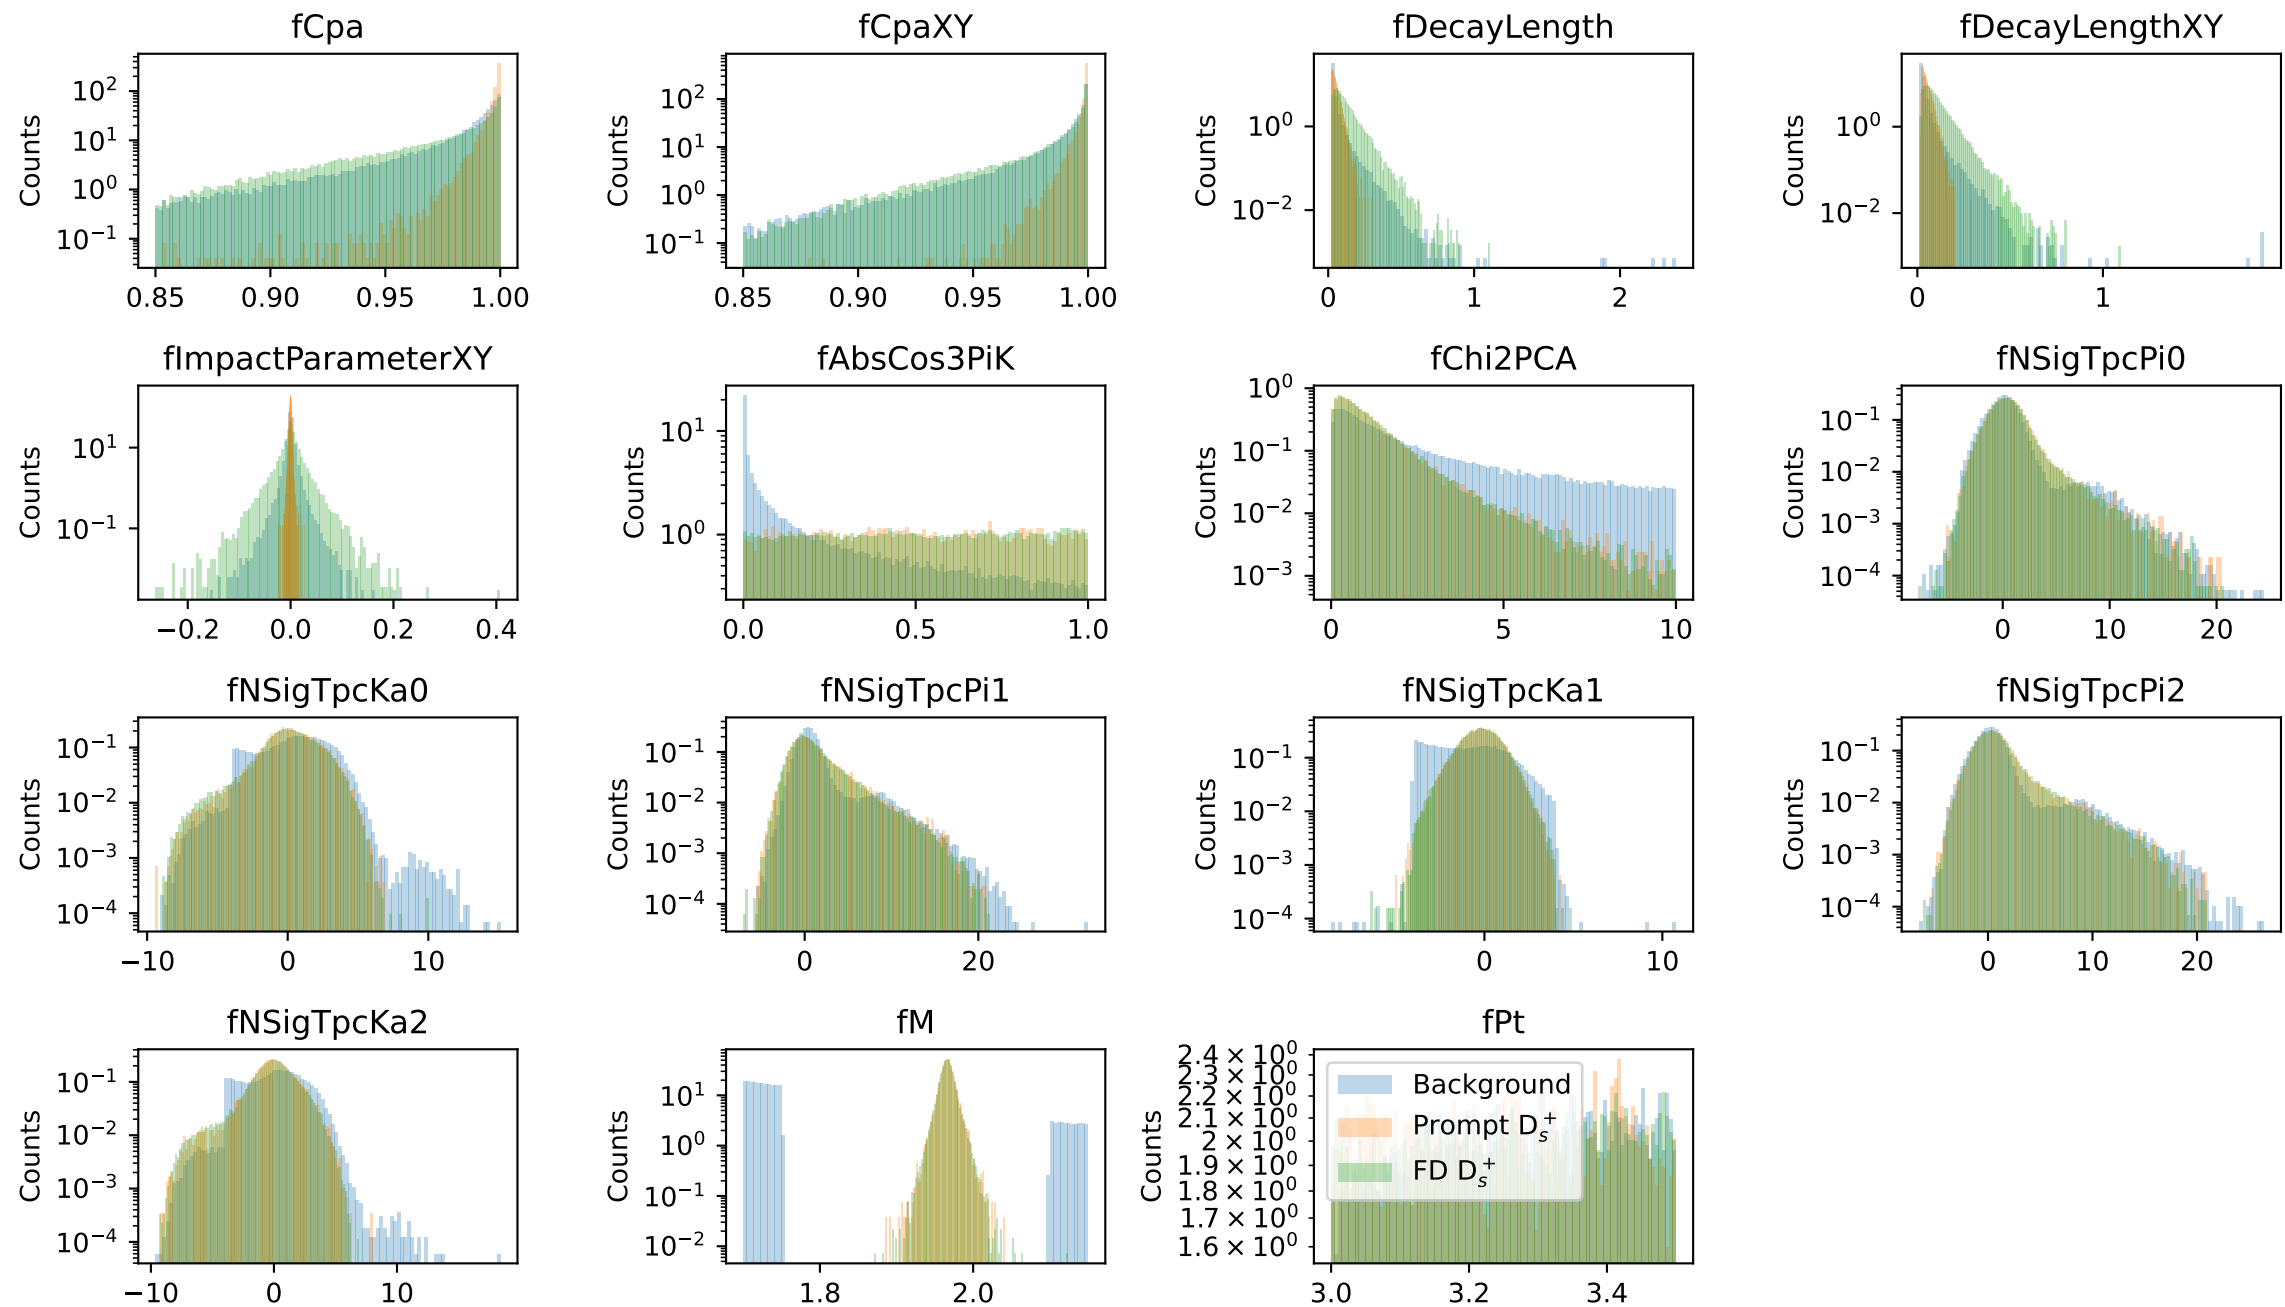 fCpa
Counts
10²
10¹
10⁰
10⁻¹
0.85 0.90 0.95 1.00
fCpaXY
Counts
10²
10¹
10⁰
10⁻¹
0.85 0.90 0.95 1.00
fDecayLength
Counts
10⁰
10⁻²
0 1 2
fDecayLengthXY
Counts
10⁰
10⁻²
0 1
fImpactParameterXY
Counts
10¹
10⁻¹
−0.2 0.0 0.2 0.4
fAbsCos3PiK
Counts
10¹
10⁰
0.0 0.5 1.0
fChi2PCA
Counts
10⁰
10⁻¹
10⁻²
10⁻³
0 5 10
fNSigTpcPi0
Counts
10⁻¹
10⁻²
10⁻³
10⁻⁴
0 10 20
fNSigTpcKa0
Counts
10⁻¹
10⁻²
10⁻³
10⁻⁴
−10 0 10
fNSigTpcPi1
Counts
10⁻¹
10⁻²
10⁻³
10⁻⁴
0 20
fNSigTpcKa1
Counts
10⁻¹
10⁻²
10⁻³
10⁻⁴
0 10
fNSigTpcPi2
Counts
10⁻¹
10⁻²
10⁻³
10⁻⁴
0 10 20
fNSigTpcKa2
Counts
10⁻¹
10⁻²
10⁻³
10⁻⁴
−10 0 10
fM
Counts
10¹
10⁰
10⁻¹
10⁻²
1.8 2.0
fPt
Counts
2.4 × 10⁰
2.3 × 10⁰
2.2 × 10⁰
2.1 × 10⁰
2 × 10⁰
1.9 × 10⁰
1.8 × 10⁰
1.7 × 10⁰
1.6 × 10⁰
Background
Prompt Dₛ⁺
FD Dₛ⁺
3.0 3.2 3.4